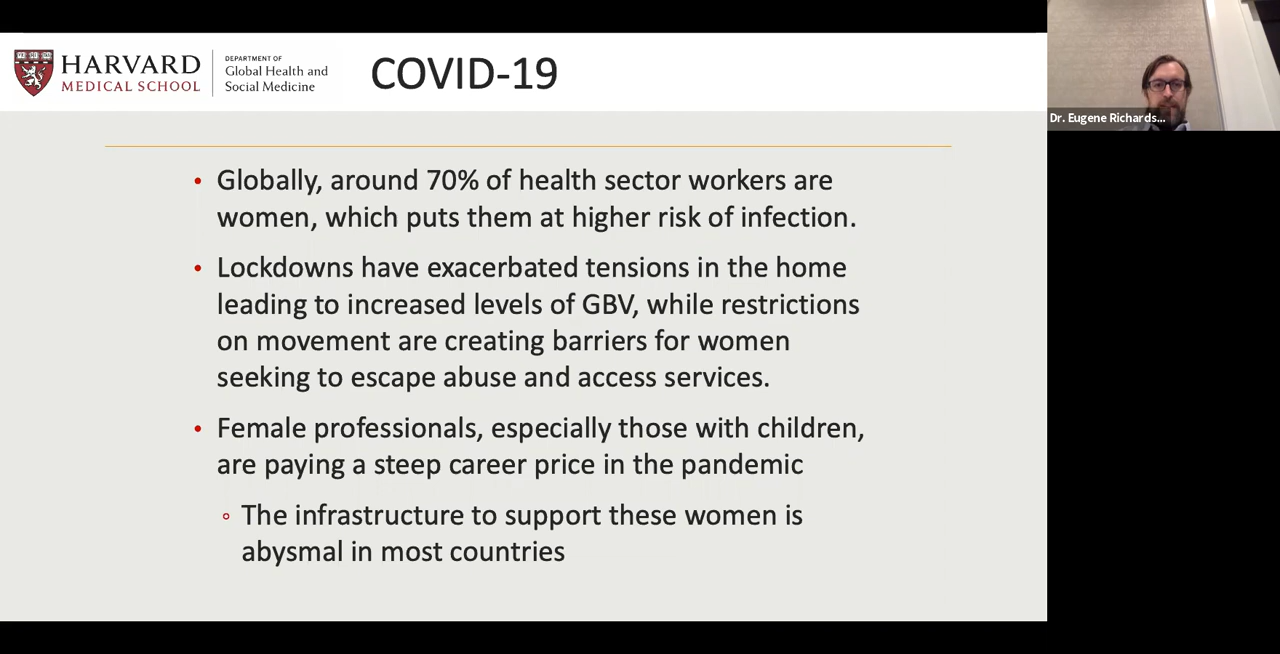 HARVARD
MEDICAL SCHOOL
DEPARTMENT OF
Global Health and
Social Medicine
COVID-19
Dr. Eugene Richards...
• Globally, around 70% of health sector workers are
women, which puts them at higher risk of infection.
• Lockdowns have exacerbated tensions in the home
leading to increased levels of GBV, while restrictions
on movement are creating barriers for women
seeking to escape abuse and access services.
• Female professionals, especially those with children,
are paying a steep career price in the pandemic
◦ The infrastructure to support these women is
abysmal in most countries